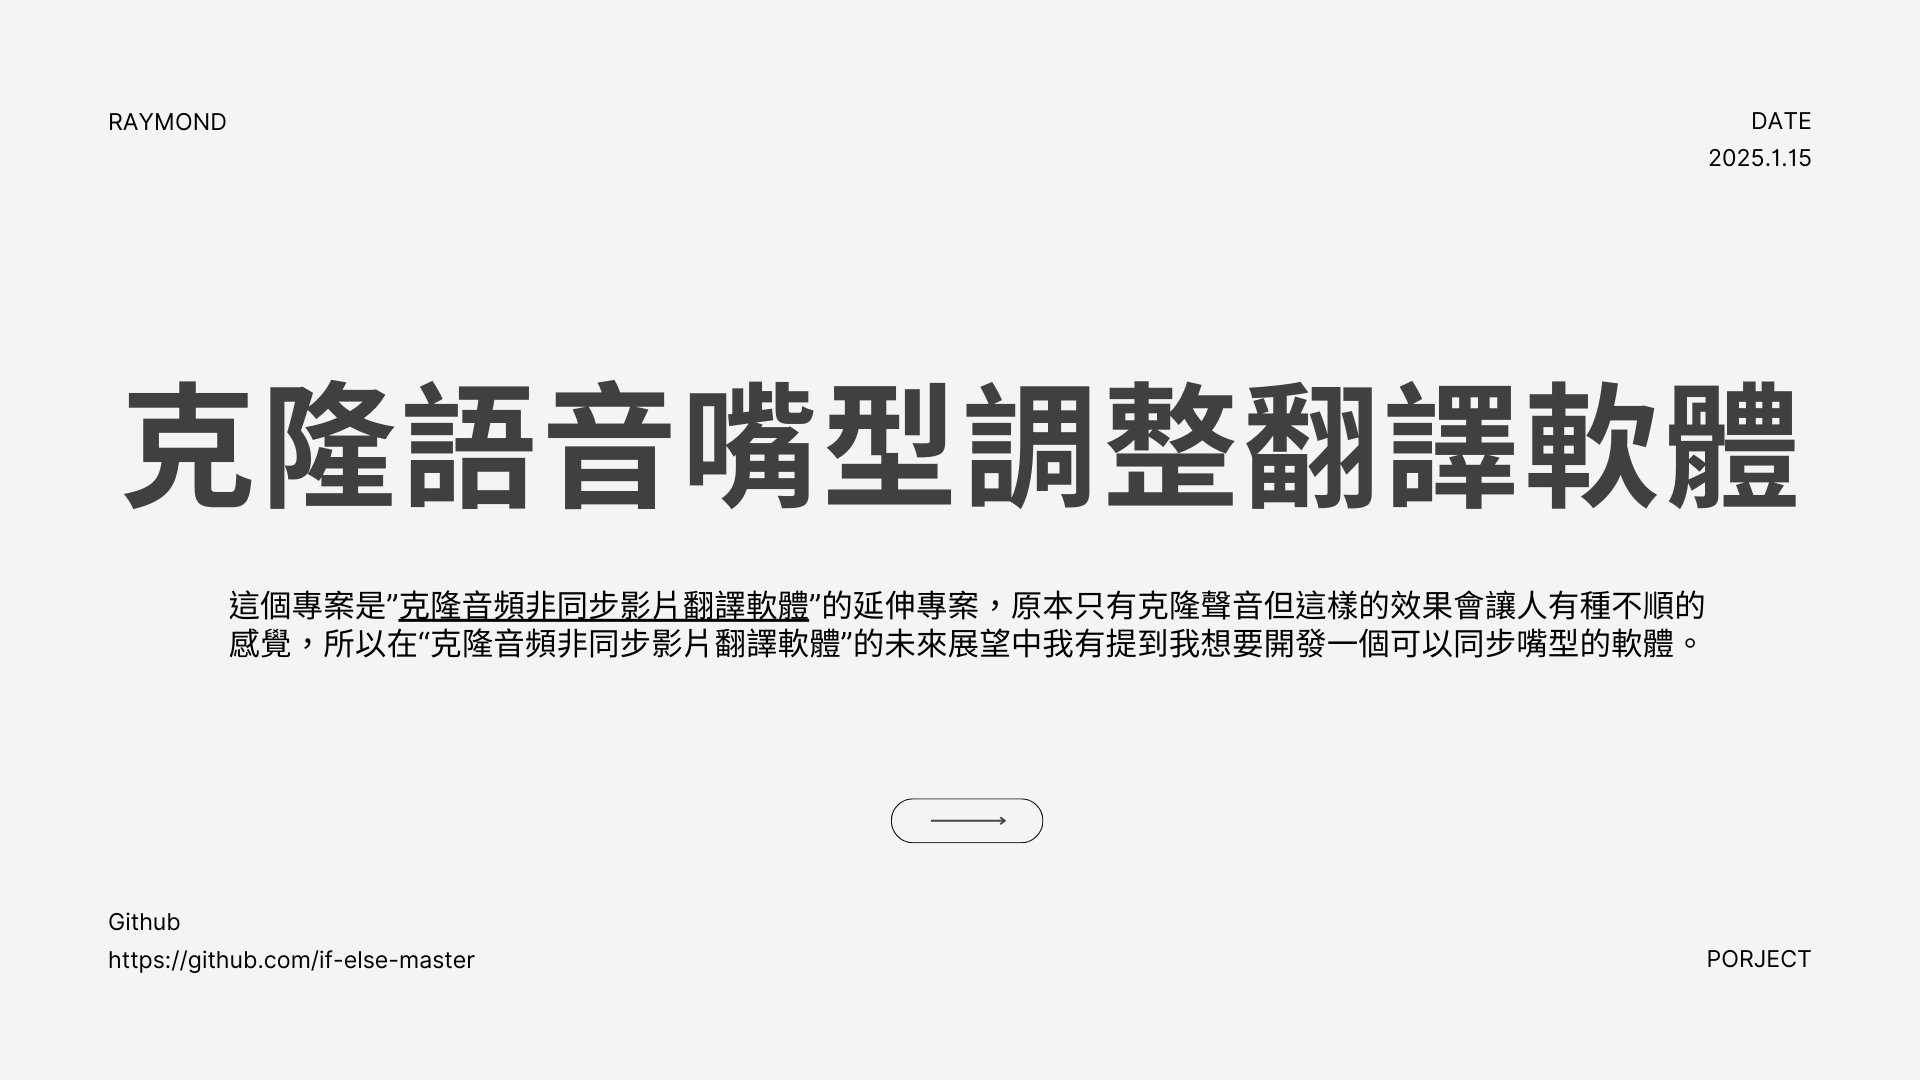 RAYMOND
DATE
2025.1.15
克隆語音嘴型調整翻譯軟體
這個專案是”克隆音頻非同步影片翻譯軟體”的延伸專案，原本只有克隆聲音但這樣的效果會讓人有種不順的
感覺，所以在“克隆音頻非同步影片翻譯軟體”的未來展望中我有提到我想要開發一個可以同步嘴型的軟體。
Github
https://github.com/if-else-master
PORJECT